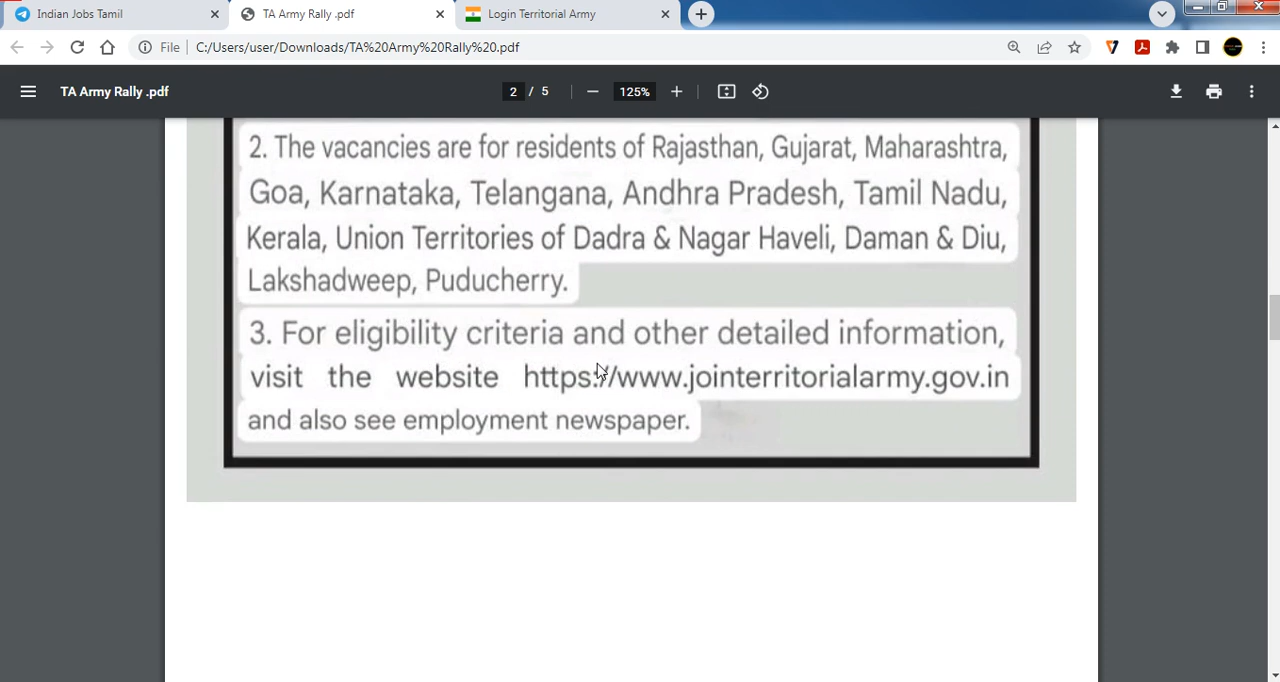 Indian Jobs Tamil
TA Army Rally .pdf
Login Territorial Army
File C:/Users/user/Downloads/TA%20Army%20Rally%20.pdf
TA Army Rally .pdf
2 / 5
125%
2. The vacancies are for residents of Rajasthan, Gujarat, Maharashtra,
Goa, Karnataka, Telangana, Andhra Pradesh, Tamil Nadu,
Kerala, Union Territories of Dadra & Nagar Haveli, Daman & Diu,
Lakshadweep, Puducherry.
3. For eligibility criteria and other detailed information,
visit the website https://www.jointerritorialarmy.gov.in
and also see employment newspaper.